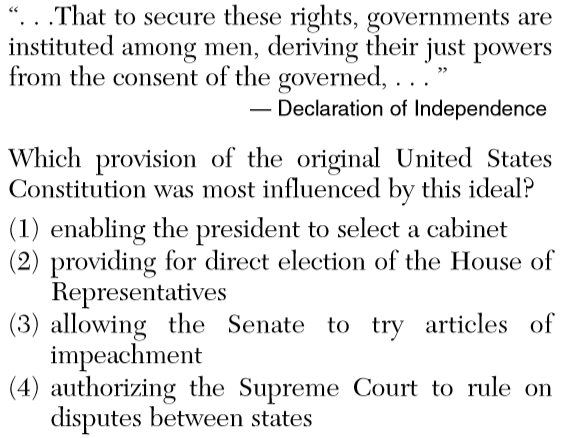 “. . .That to secure these rights, governments are
instituted among men, deriving their just powers
from the consent of the governed, . . . ”
— Declaration of Independence
Which provision of the original United States
Constitution was most influenced by this ideal?
(1) enabling the president to select a cabinet
(2) providing for direct election of the House of
Representatives
(3) allowing the Senate to try articles of
impeachment
(4) authorizing the Supreme Court to rule on
disputes between states